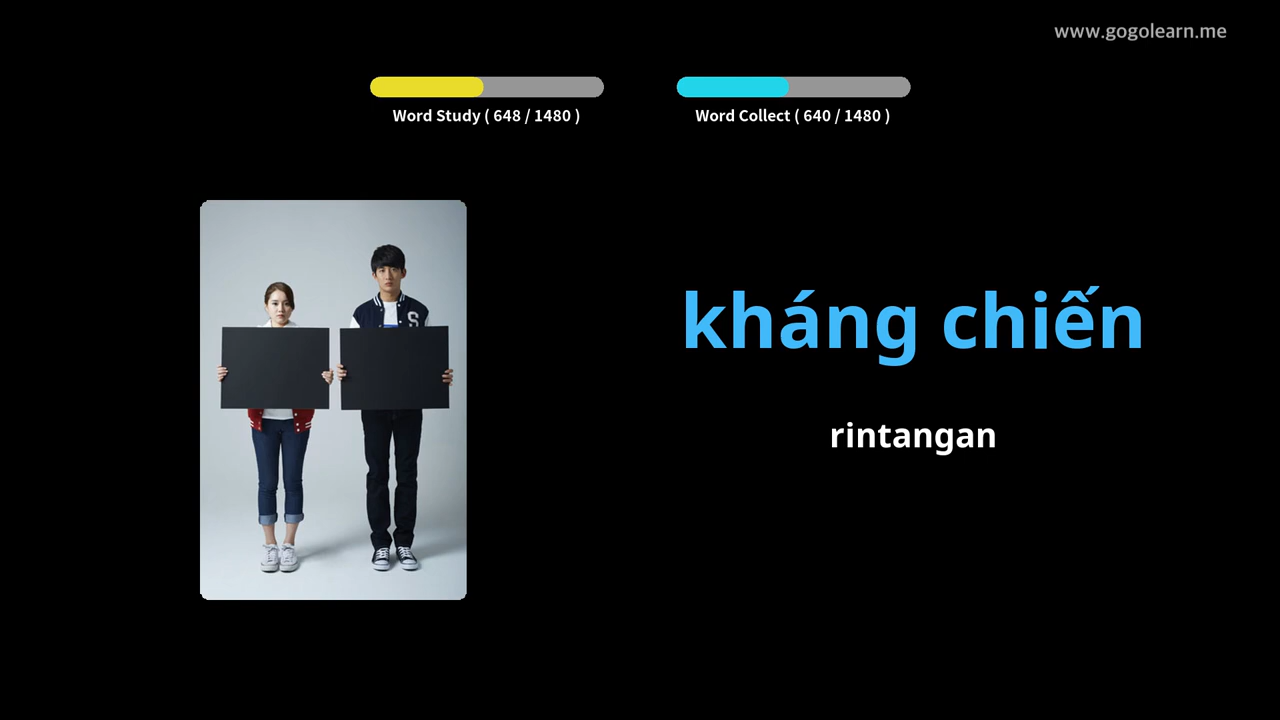 www.gogolearn.me
Word Study ( 648 / 1480 )
Word Collect ( 640 / 1480 )
kháng chiến
rintangan
S